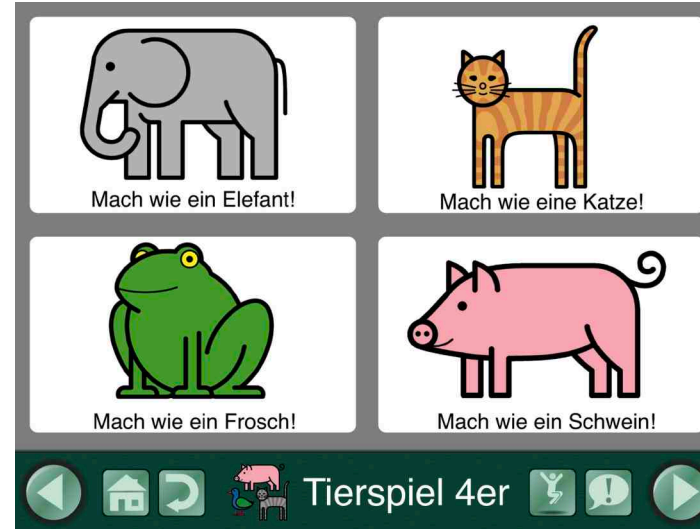 Mach wie ein Elefant!
Mach wie eine Katze!
Mach wie ein Frosch!
Mach wie ein Schwein!
Tierspiel 4er